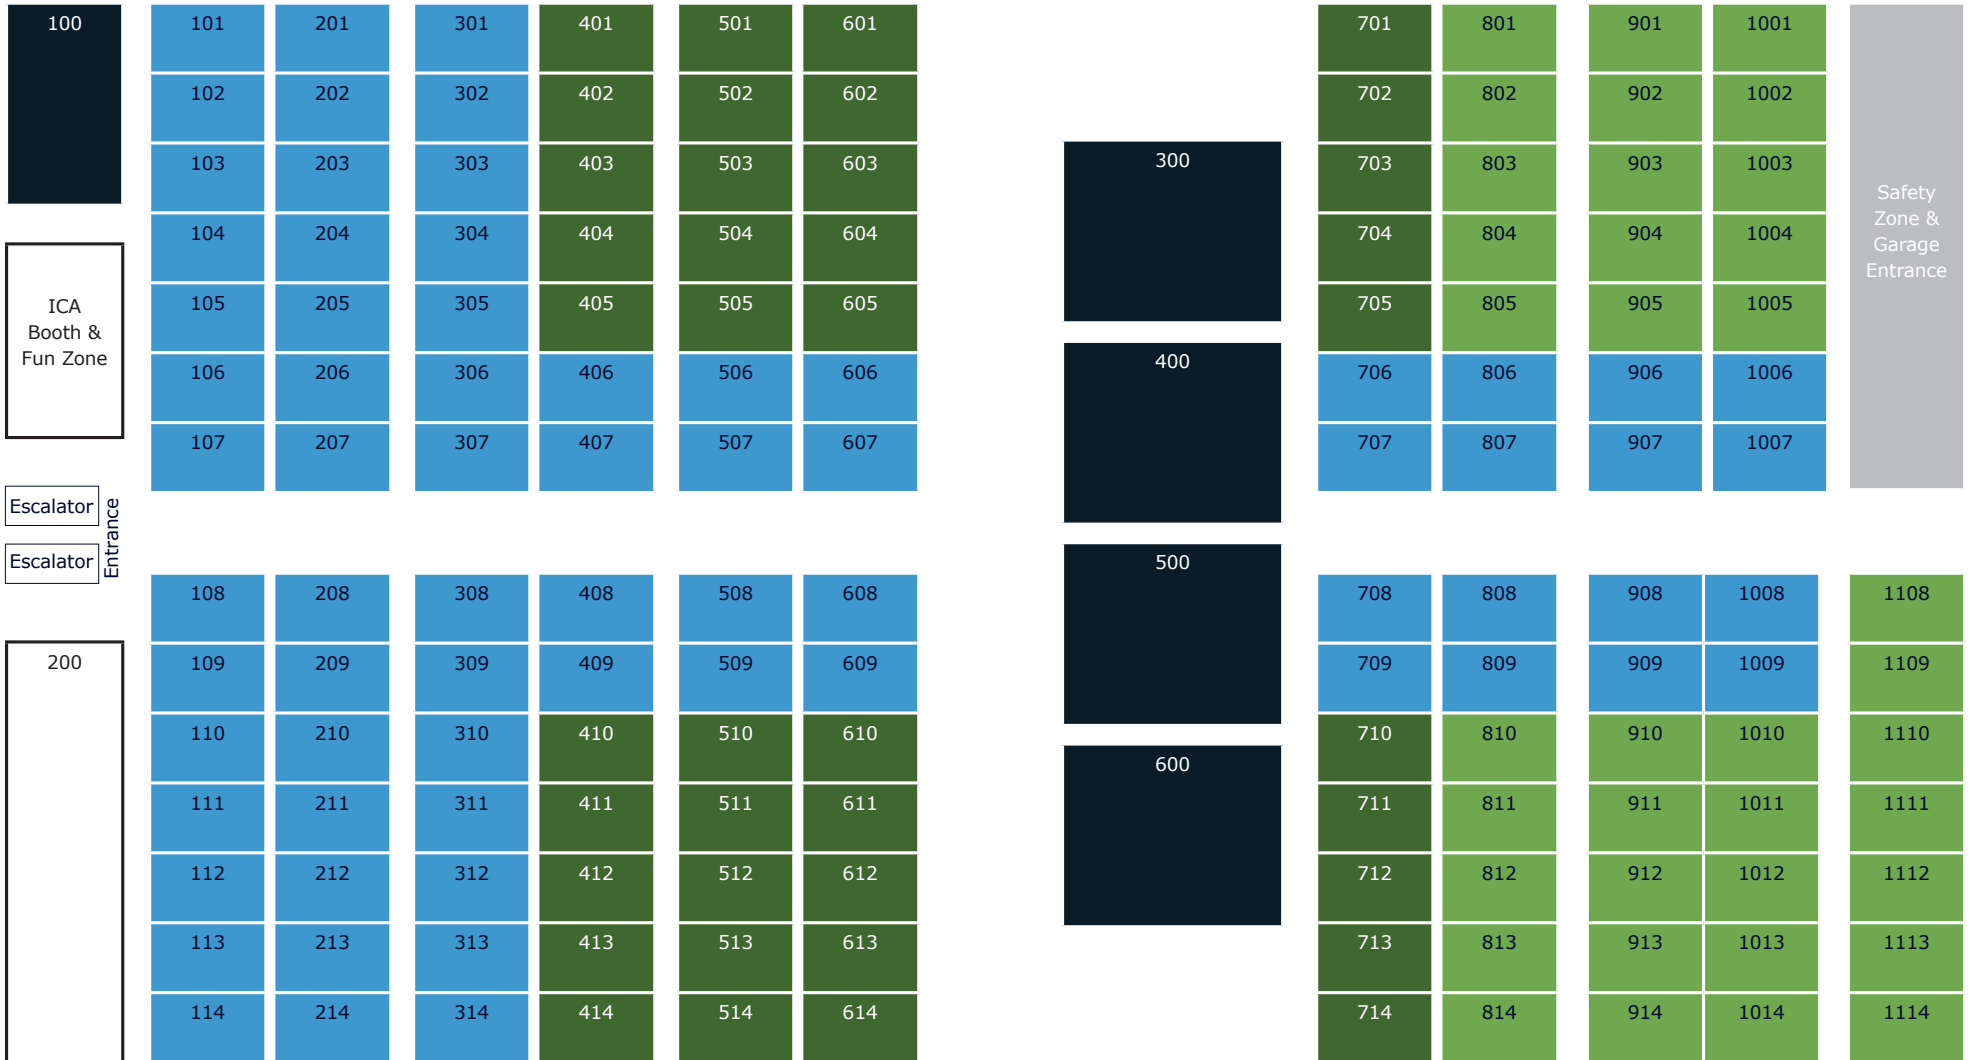 100 101 201 301 401 501 601 701 801 901 1001
102 202 302 402 502 602 702 802 902 1002
103 203 303 403 503 603 300 703 803 903 1003
Safety
Zone &
Garage
Entrance
104 204 304 404 504 604 704 804 904 1004
ICA
Booth &
Fun Zone
105 205 305 405 505 605 705 805 905 1005
106 206 306 406 506 606 400 706 806 906 1006
107 207 307 407 507 607 707 807 907 1007
Escalator
Escalator
Entrance
500
108 208 308 408 508 608 708 808 908 1008 1108
200 109 209 309 409 509 609 709 809 909 1009 1109
110 210 310 410 510 610 710 810 910 1010 1110
600
111 211 311 411 511 611 711 811 911 1011 1111
112 212 312 412 512 612 712 812 912 1012 1112
113 213 313 413 513 613 713 813 913 1013 1113
114 214 314 414 514 614 714 814 914 1014 1114